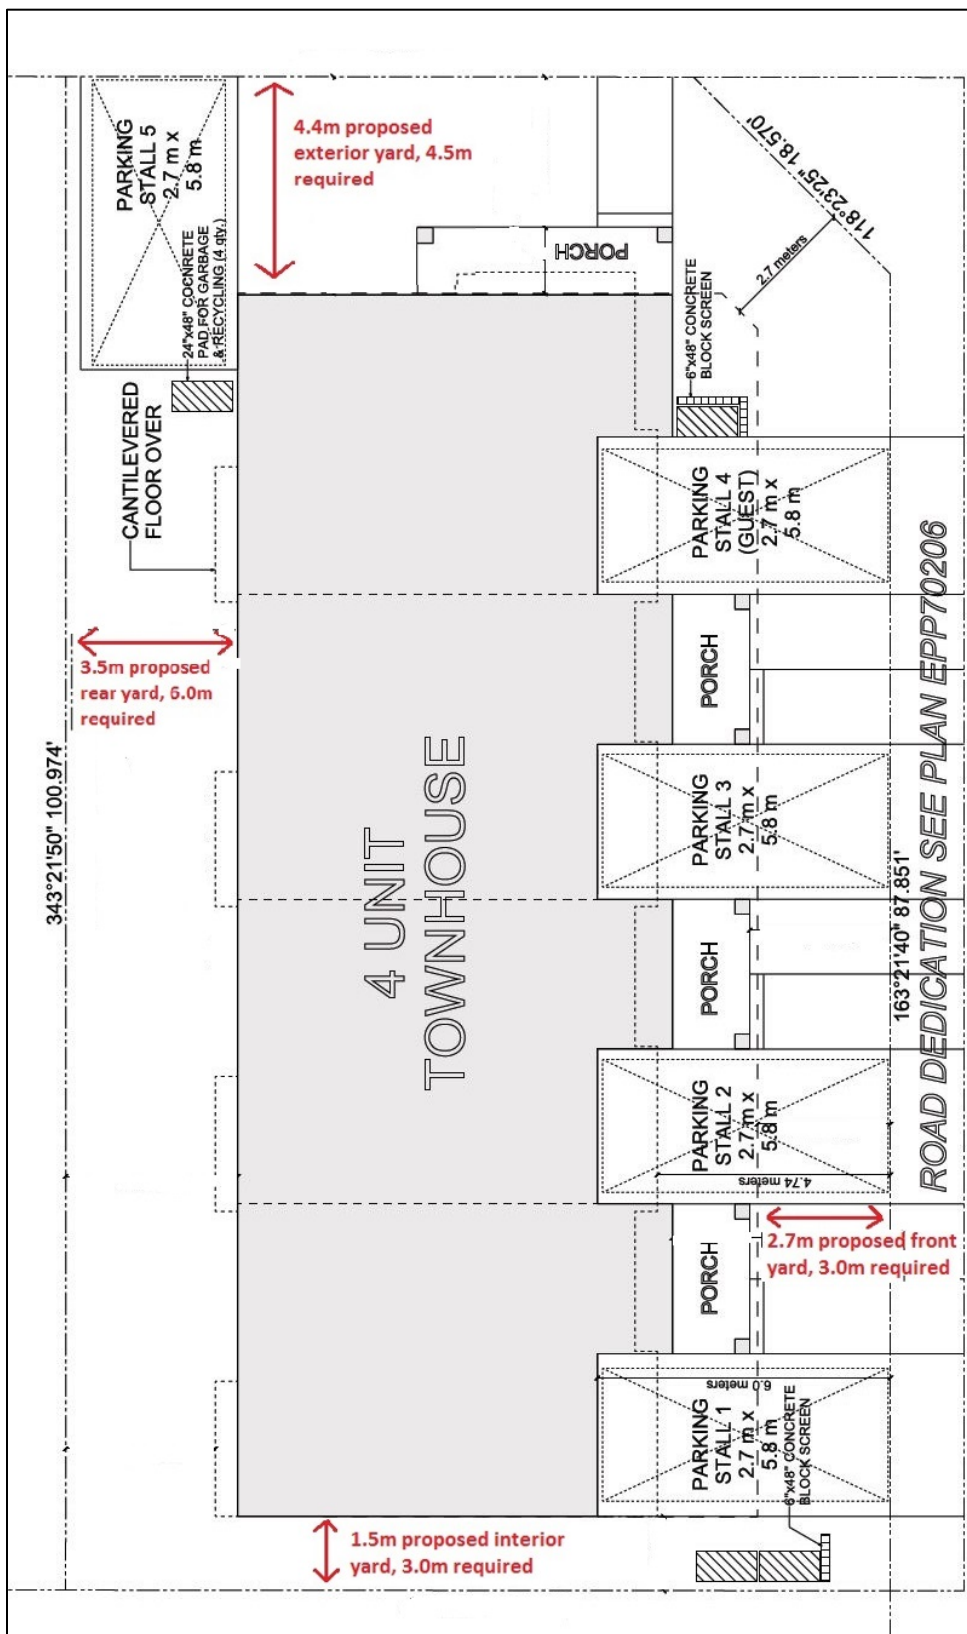 4.4m proposed
exterior yard, 4.5m
required
PARKING
STALL 5
2.7 m x
5.8 m
24"x48" COCNRETE
PAD FOR GARBAGE
& RECYCLING (4 qty.)
PORCH
118°23'25" 18.570'
2.7 meters
6"x48" CONCRETE
BLOCK SCREEN
CANTILEVERED
FLOOR OVER
PARKING
STALL 4
(GUEST)
2.7 m x
5.8 m
3.5m proposed
rear yard, 6.0m
required
PORCH
343°21'50" 100.974'
4 UNIT
TOWNHOUSE
PARKING
STALL 3
2.7 m x
5.8 m
163°21'40" 87.851'
ROAD DEDICATION SEE PLAN EPP70206
PORCH
PARKING
STALL 2
2.7 m x
5.8 m
4.74 meters
2.7m proposed front
yard, 3.0m required
PORCH
6.0 meters
PARKING
STALL 1
2.7 m x
5.8 m
6"x48" CONCRETE
BLOCK SCREEN
1.5m proposed interior
yard, 3.0m required